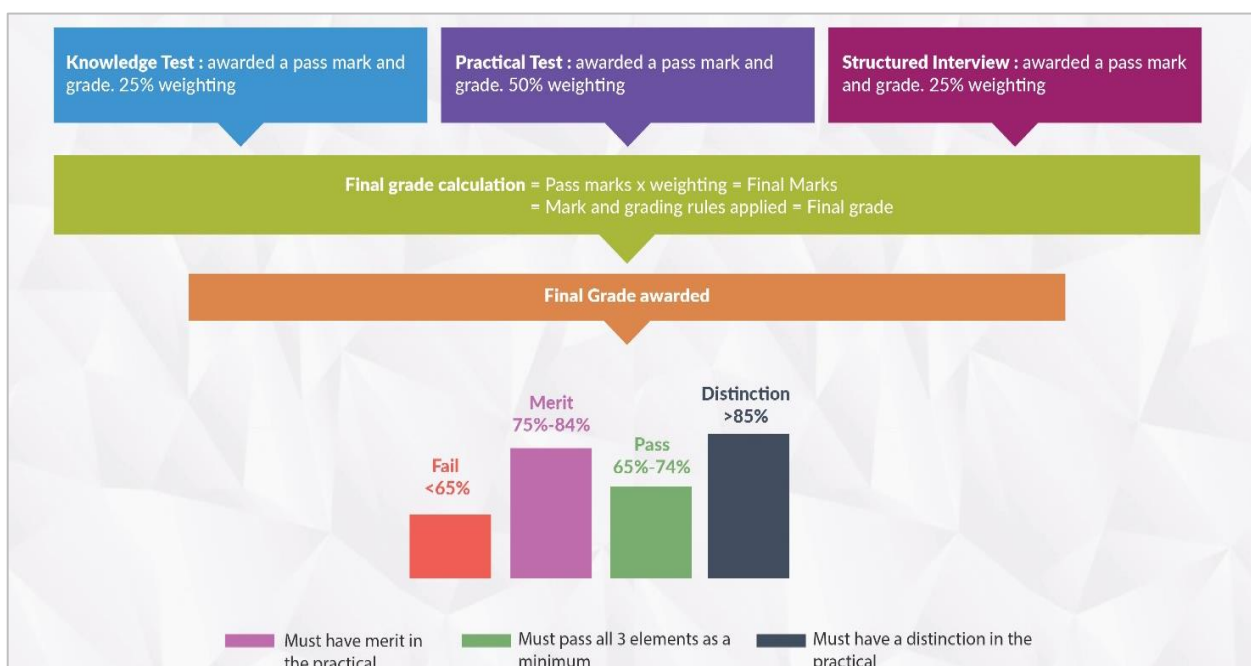 Knowledge Test : awarded a pass mark and
grade. 25% weighting
Practical Test : awarded a pass mark and
grade. 50% weighting
Structured Interview : awarded a pass mark
and grade. 25% weighting
Final grade calculation = Pass marks x weighting = Final Marks
= Mark and grading rules applied = Final grade
Final Grade awarded
Fail
<65%
Merit
75%-84%
Pass
65%-74%
Distinction
>85%
Must have merit in
the practical
Must pass all 3 elements as a
minimum
Must have a distinction in the
practical